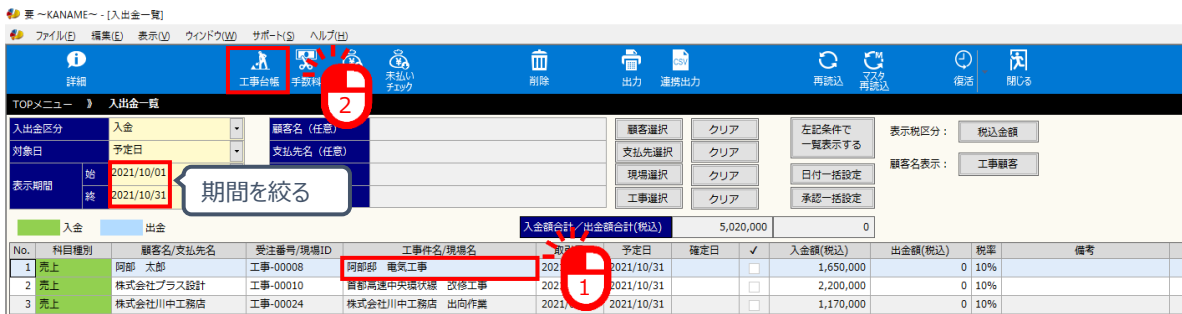 要 ～KANAME～ - [入出金一覧]
ファイル(F) 編集(E) 表示(V) ウィンドウ(W) サポート(S) ヘルプ(H)
詳細 工事台帳 手数料 未払い チェック 削除 出力 CSV 連携出力 再読込 M マスタ 再読込 復活 閉じる
2
TOPメニュー 》 入出金一覧
入出金区分 入金 顧客名（任意） 顧客選択 クリア 左記条件で 一覧表示する 表示税区分： 税込金額
対象日 予定日 支払先名（任意） 支払先選択 クリア
表示期間 始 2021/10/01 現場選択 クリア 日付一括設定 顧客名表示： 工事顧客
終 2021/10/31 工事選択 クリア 承認一括設定
期間を絞る
入金 出金 入金額合計／出金額合計(税込) 5,020,000 0
No. 科目種別 顧客名/支払先名 受注番号/現場ID 工事件名/現場名 予定日 確定日 ✓ 入金額(税込) 出金額(税込) 税率 備考
1 売上 阿部 太郎 工事-00008 阿部邸 電気工事 2021/10/31 1,650,000 0 10%
2 売上 株式会社プラス設計 工事-00010 首都高速中央環状線 改修工事 2021/10/31 2,200,000 0 10%
3 売上 株式会社川中工務店 工事-00024 株式会社川中工務店 出向作業 2021/10/31 1,170,000 0 10%
1